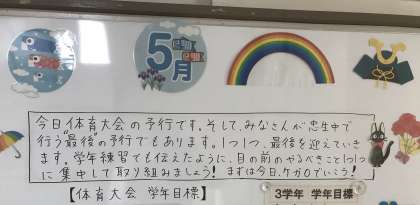 5月
今日体育大会の予行です。そして、みなさんが忠生中で
行う"最後"の予行でもあります。1つ1つ、最後を迎えていき
ます。学年練習でも伝えたように、目の前のやるべきこと1つ1つ
に集中して取り組みましょう! まずは今日、ケガ0でいこう!
【体育大会 学年目標】
3学年 学年目標